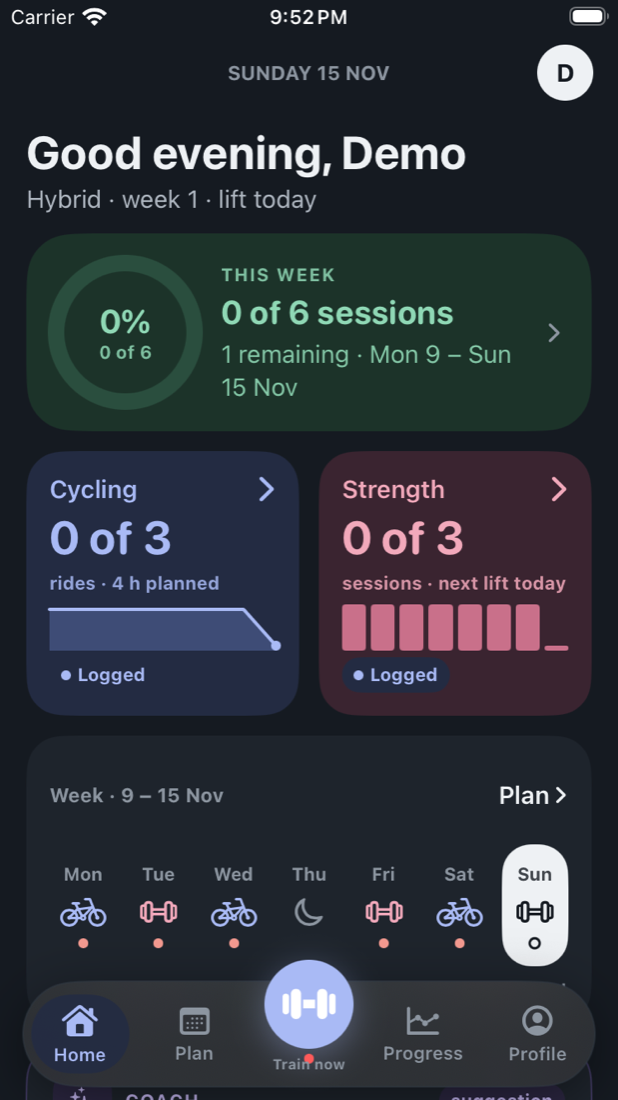 Carrier
9:52 PM
SUNDAY 15 NOV
D
Good evening, Demo
Hybrid · week 1 · lift today
0%
0 of 6
THIS WEEK
0 of 6 sessions
1 remaining · Mon 9 – Sun
15 Nov
Cycling
0 of 3
rides · 4 h planned
Logged
Strength
0 of 3
sessions · next lift today
Logged
Week · 9 – 15 Nov
Plan
Mon Tue Wed Thu Fri Sat Sun
Home
Plan
Train now
Progress
Profile
COACH
suggestion